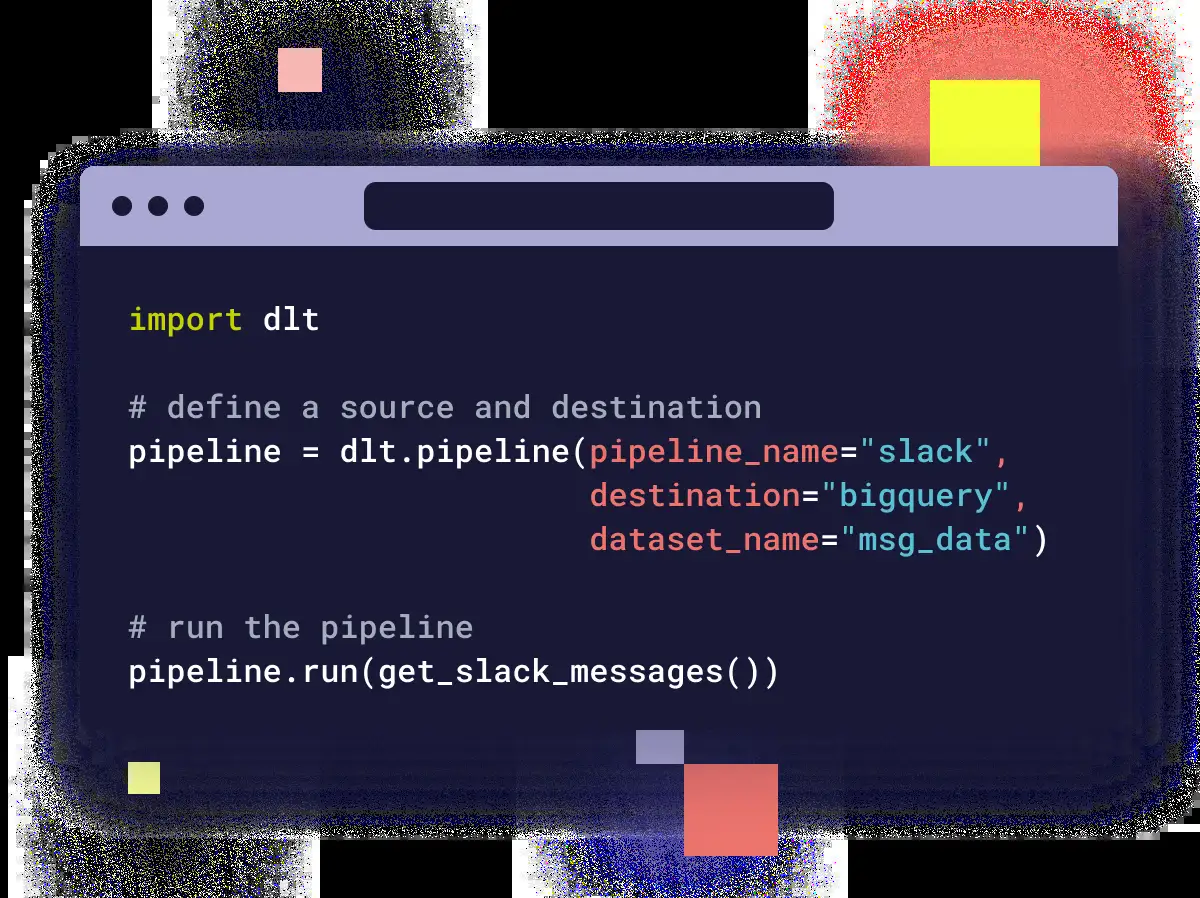 import dlt
# define a source and destination
pipeline = dlt.pipeline(pipeline_name="slack",
destination="bigquery",
dataset_name="msg_data")
# run the pipeline
pipeline.run(get_slack_messages())